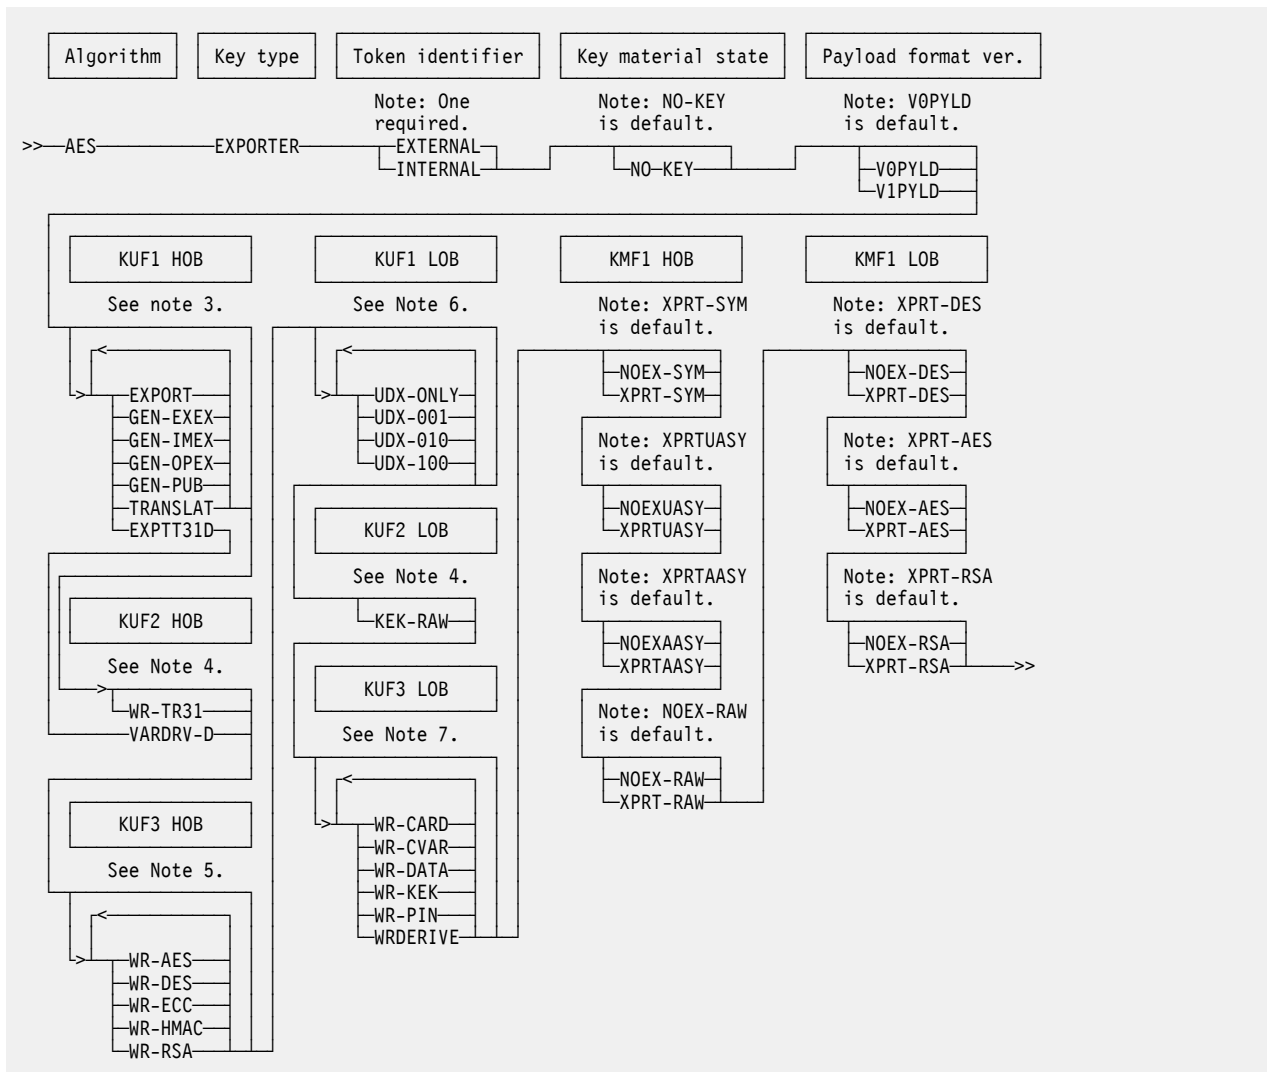 Algorithm Key type Token identifier Key material state Payload format ver.
Note: One Note: NO-KEY Note: V0PYLD
required. is default. is default.
>>—AES EXPORTER EXTERNAL
INTERNAL NO-KEY V0PYLD
V1PYLD
KUF1 HOB KUF1 LOB KMF1 HOB KMF1 LOB
See note 3. See Note 6. Note: XPRT-SYM Note: XPRT-DES
is default. is default.
< <
NOEX-SYM NOEX-DES
> EXPORT > UDX-ONLY XPRT-SYM XPRT-DES
GEN-EXEX UDX-001
GEN-IMEX UDX-010 Note: XPRTUASY Note: XPRT-AES
GEN-OPEX UDX-100 is default. is default.
GEN-PUB
TRANSLAT NOEXUASY NOEX-AES
EXPTT31D KUF2 LOB XPRTUASY XPRT-AES
See Note 4. Note: XPRTAASY Note: XPRT-RSA
is default. is default.
KUF2 HOB KEK-RAW
NOEXAASY NOEX-RSA
See Note 4. XPRTAASY XPRT-RSA >>
> KUF3 LOB
WR-TR31 Note: NOEX-RAW
VARDRV-D See Note 7. is default.
< NOEX-RAW
XPRT-RAW
KUF3 HOB > WR-CARD
WR-CVAR
See Note 5. WR-DATA
WR-KEK
< WR-PIN
WRDERIVE
> WR-AES
WR-DES
WR-ECC
WR-HMAC
WR-RSA